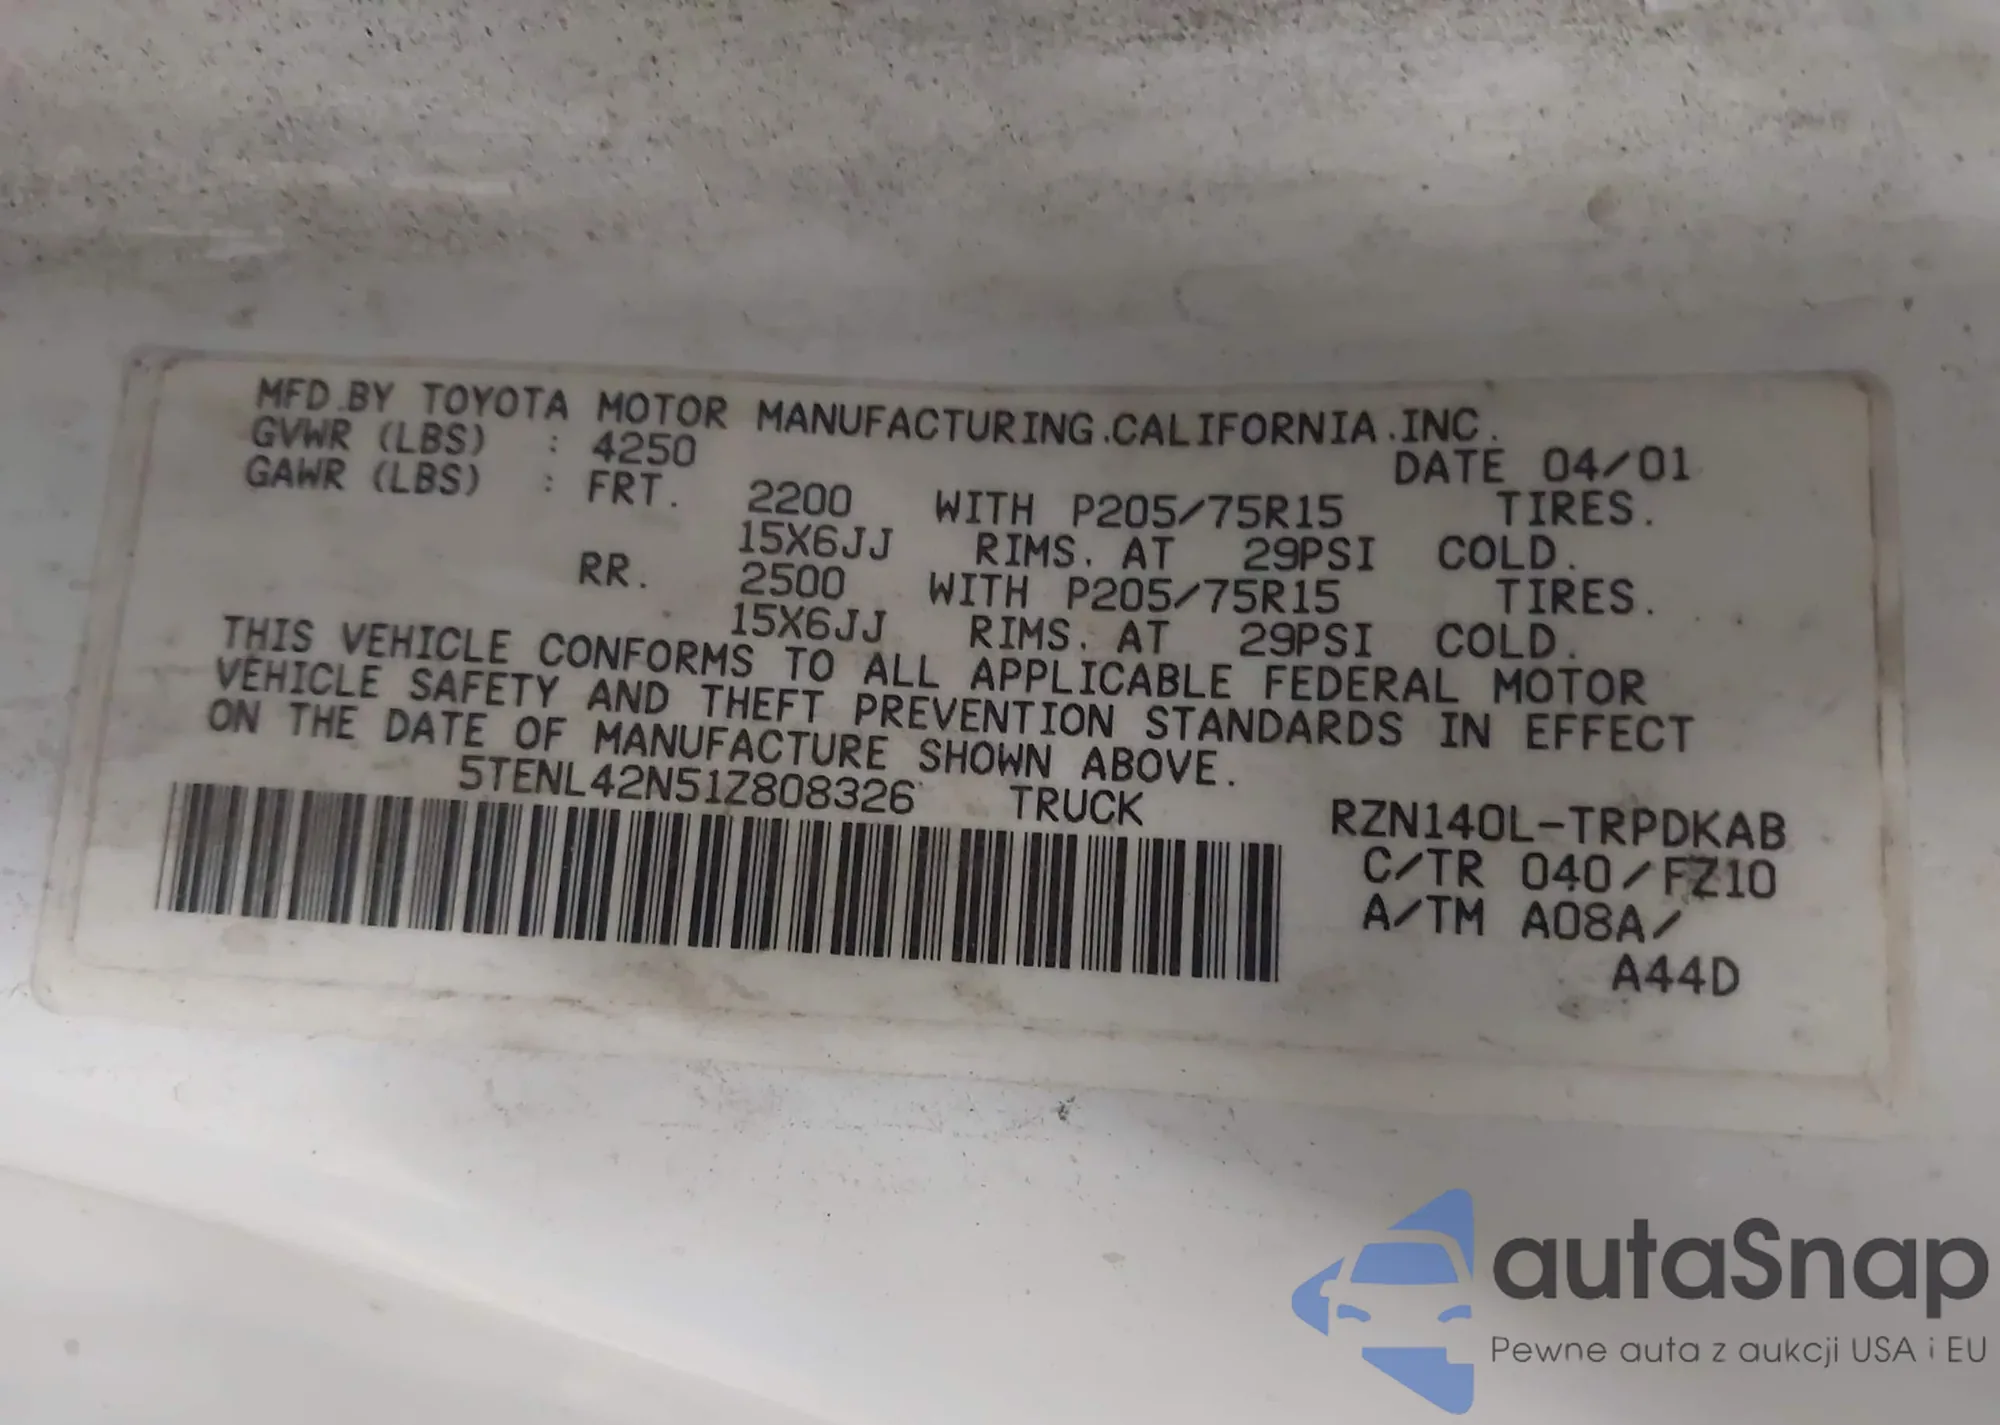 MFD.BY TOYOTA MOTOR MANUFACTURING.CALIFORNIA.INC.
GVWR (LBS) : 4250 DATE 04/01
GAWR (LBS) : FRT. 2200 WITH P205/75R15 TIRES.
15X6JJ RIMS. AT 29PSI COLD.
RR. 2500 WITH P205/75R15 TIRES.
15X6JJ RIMS. AT 29PSI COLD.
THIS VEHICLE CONFORMS TO ALL APPLICABLE FEDERAL MOTOR
VEHICLE SAFETY AND THEFT PREVENTION STANDARDS IN EFFECT
ON THE DATE OF MANUFACTURE SHOWN ABOVE.
5TENL42N51Z808326 TRUCK
RZN140L-TRPDKAB
C/TR 040/FZ10
A/TM A08A/
A44D
autaSnap
Pewne auta z aukcji USA i EU